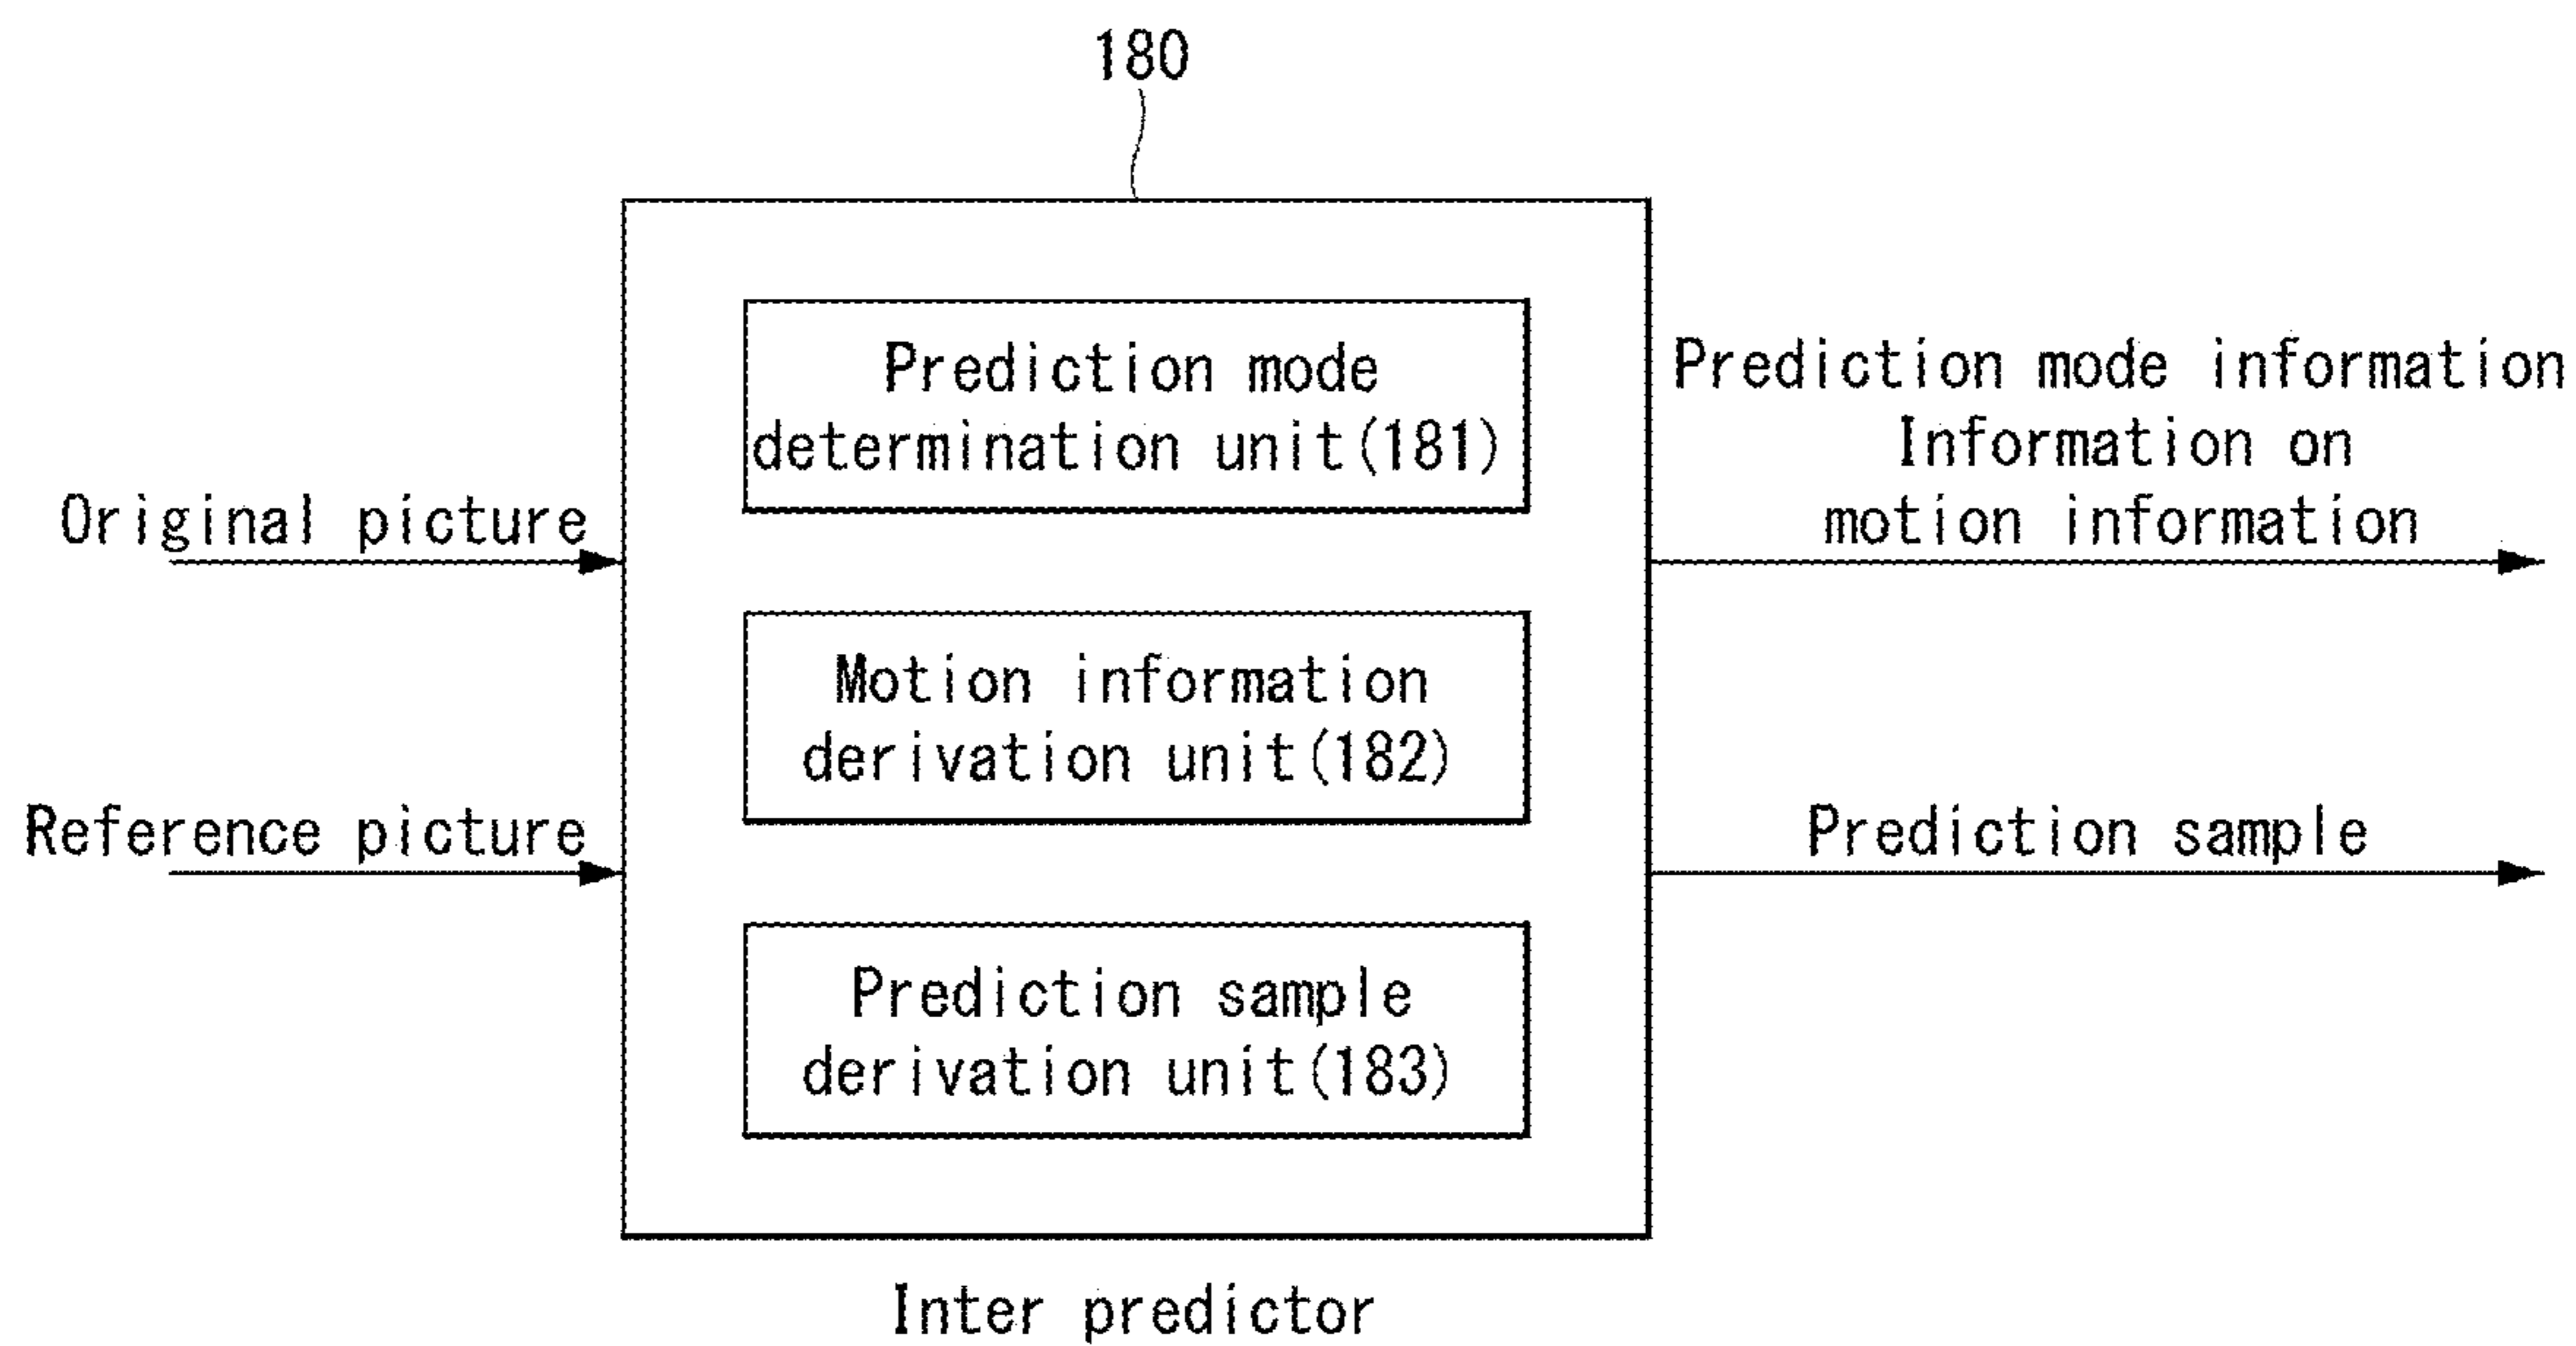 180
Prediction mode
determination unit(181)
Original picture
Motion information
derivation unit(182)
Reference picture
Prediction sample
derivation unit(183)
Prediction mode information
Information on
motion information
Prediction sample
Inter predictor